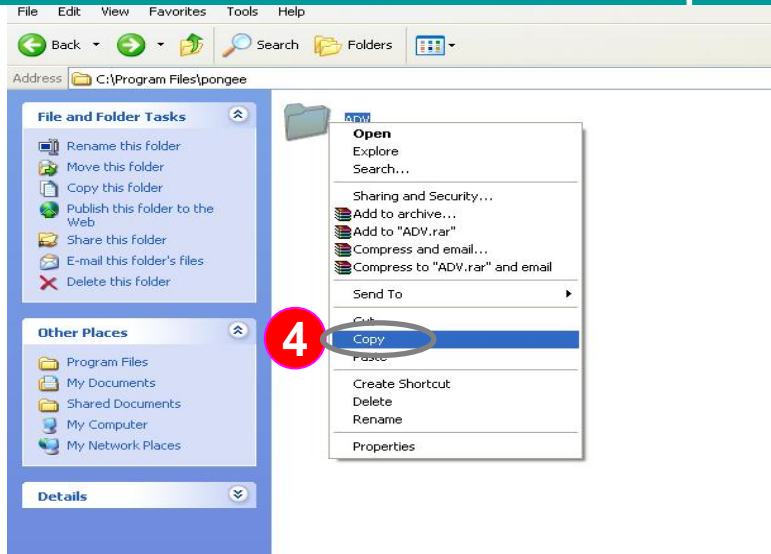 File Edit View Favorites Tools Help
Back Search Folders
Address C:\Program Files\pongee
File and Folder Tasks
Rename this folder
Move this folder
Copy this folder
Publish this folder to the
Web
Share this folder
E-mail this folder's files
Delete this folder
Other Places
Program Files
My Documents
Shared Documents
My Computer
My Network Places
Details
ADV
Open
Explore
Search...
Sharing and Security...
Add to archive...
Add to "ADV.rar"
Compress and email...
Compress to "ADV.rar" and email
Send To
Cut
4 Copy
Paste
Create Shortcut
Delete
Rename
Properties